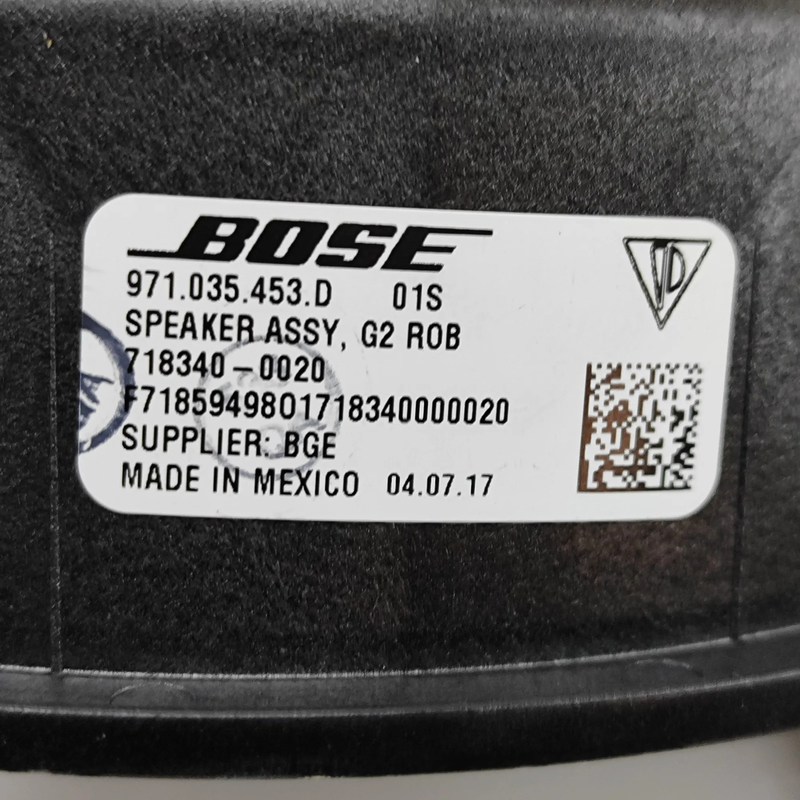 BOSE
971.035.453.D 01S
SPEAKER ASSY, G2 ROB
718340-0020
F7185949801718340000020
SUPPLIER: BGE
MADE IN MEXICO 04.07.17